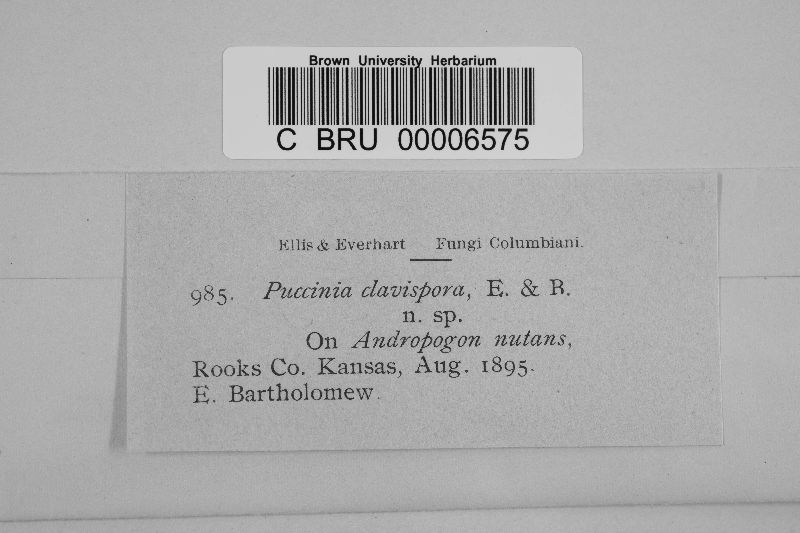 Brown University Herbarium
C BRU 00006575
Ellis & Everhart Fungi Columbiani.
985. Puccinia clavispora, E. & B.
n. sp.
On Andropogon nutans,
Rooks Co. Kansas, Aug. 1895.
E. Bartholomew.